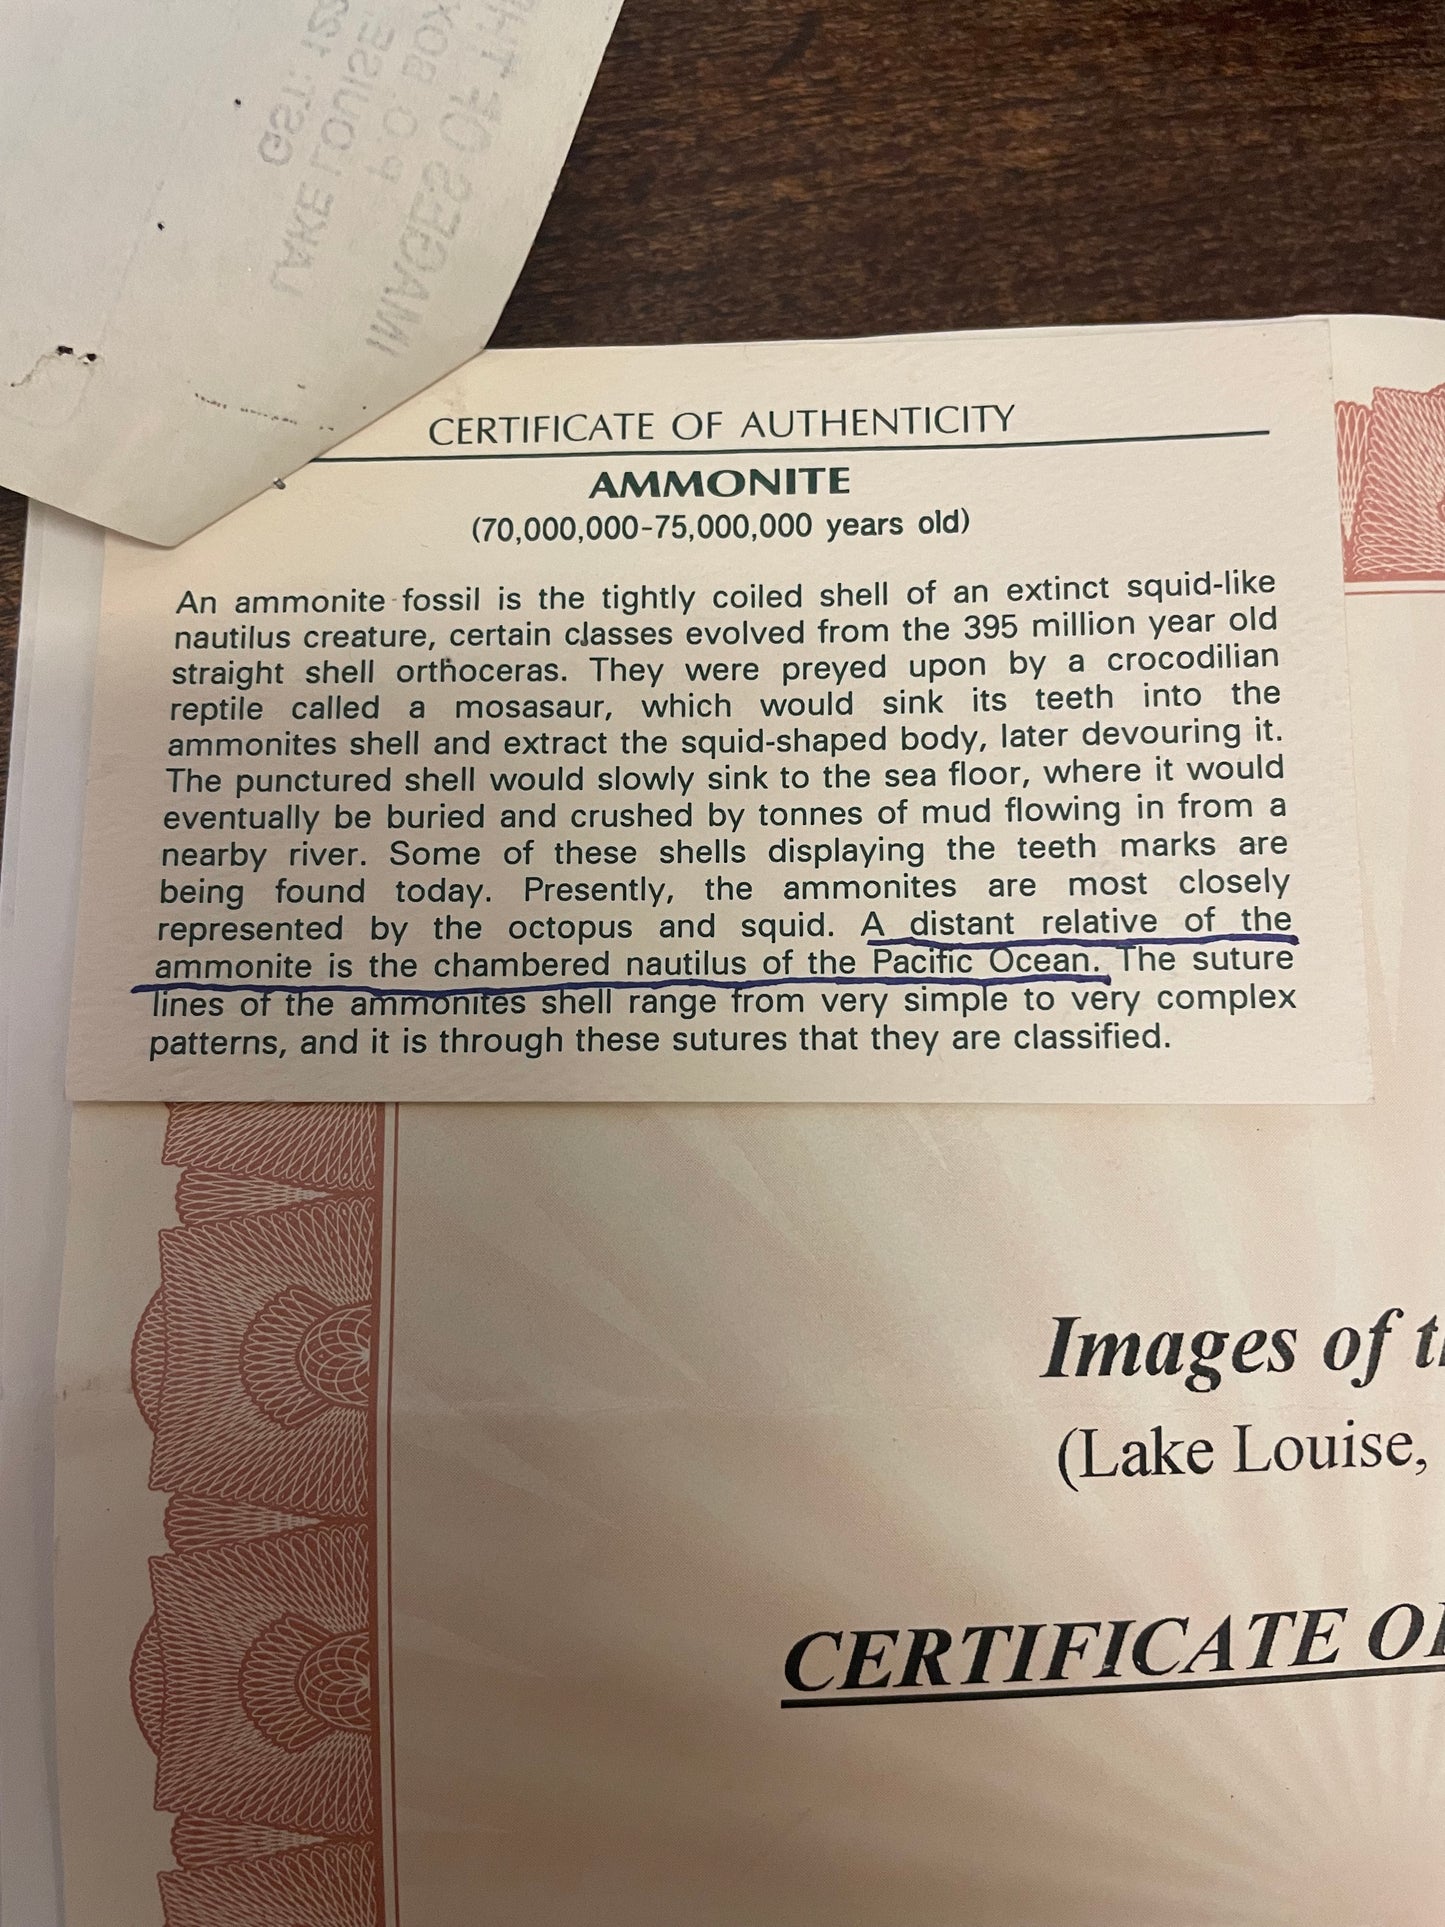 GST: 122
LAKE LOUISE
P.O. BOX
IMAGES OF TH
CERTIFICATE OF AUTHENTICITY
AMMONITE
(70,000,000-75,000,000 years old)
An ammonite fossil is the tightly coiled shell of an extinct squid-like
nautilus creature, certain classes evolved from the 395 million year old
straight shell orthoceras. They were preyed upon by a crocodilian
reptile called a mosasaur, which would sink its teeth into the
ammonites shell and extract the squid-shaped body, later devouring it.
The punctured shell would slowly sink to the sea floor, where it would
eventually be buried and crushed by tonnes of mud flowing in from a
nearby river. Some of these shells displaying the teeth marks are
being found today. Presently, the ammonites are most closely
represented by the octopus and squid. A distant relative of the
ammonite is the chambered nautilus of the Pacific Ocean. The suture
lines of the ammonites shell range from very simple to very complex
patterns, and it is through these sutures that they are classified.
Images of t
(Lake Louise,
CERTIFICATE O